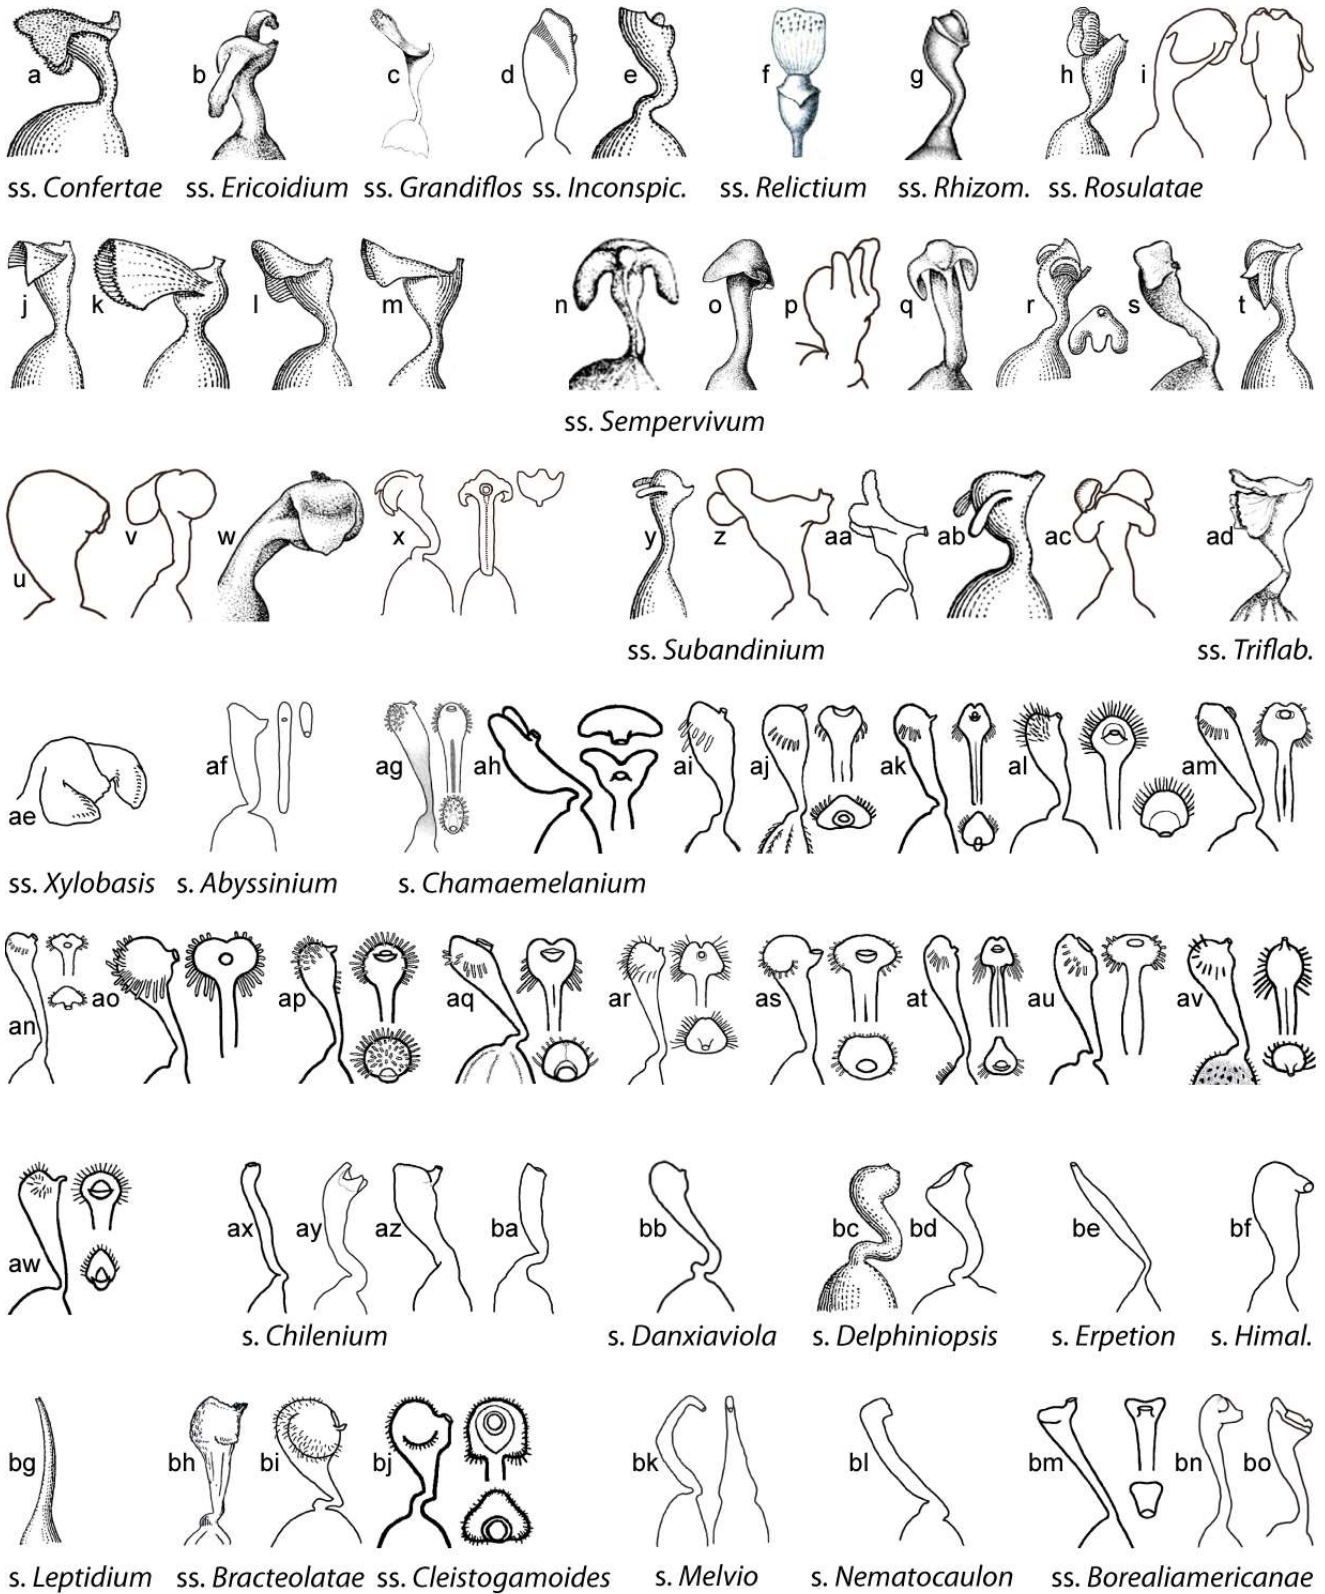 a b c d e f g h i
ss. Confertae ss. Ericoidium ss. Grandiflos ss. Inconspic. ss. Relictium ss. Rhizom. ss. Rosulatae
j k l m n o p q r s t
ss. Sempervivum
u v w x y z aa ab ac ad
ss. Subandinium ss. Triflab.
ae af ag ah ai aj ak al am
ss. Xylobasis s. Abyssinium s. Chamaemelanium
an ao ap aq ar as at au av
aw ax ay az ba bb bc bd be bf
s. Chilenium s. Danxiaviola s. Delphiniopsis s. Erpetion s. Himal.
bg bh bi bj bk bl bm bn bo
s. Leptidium ss. Bracteolatae ss. Cleistogamoides s. Melvio s. Nematocaulon ss. Borealiamericanae